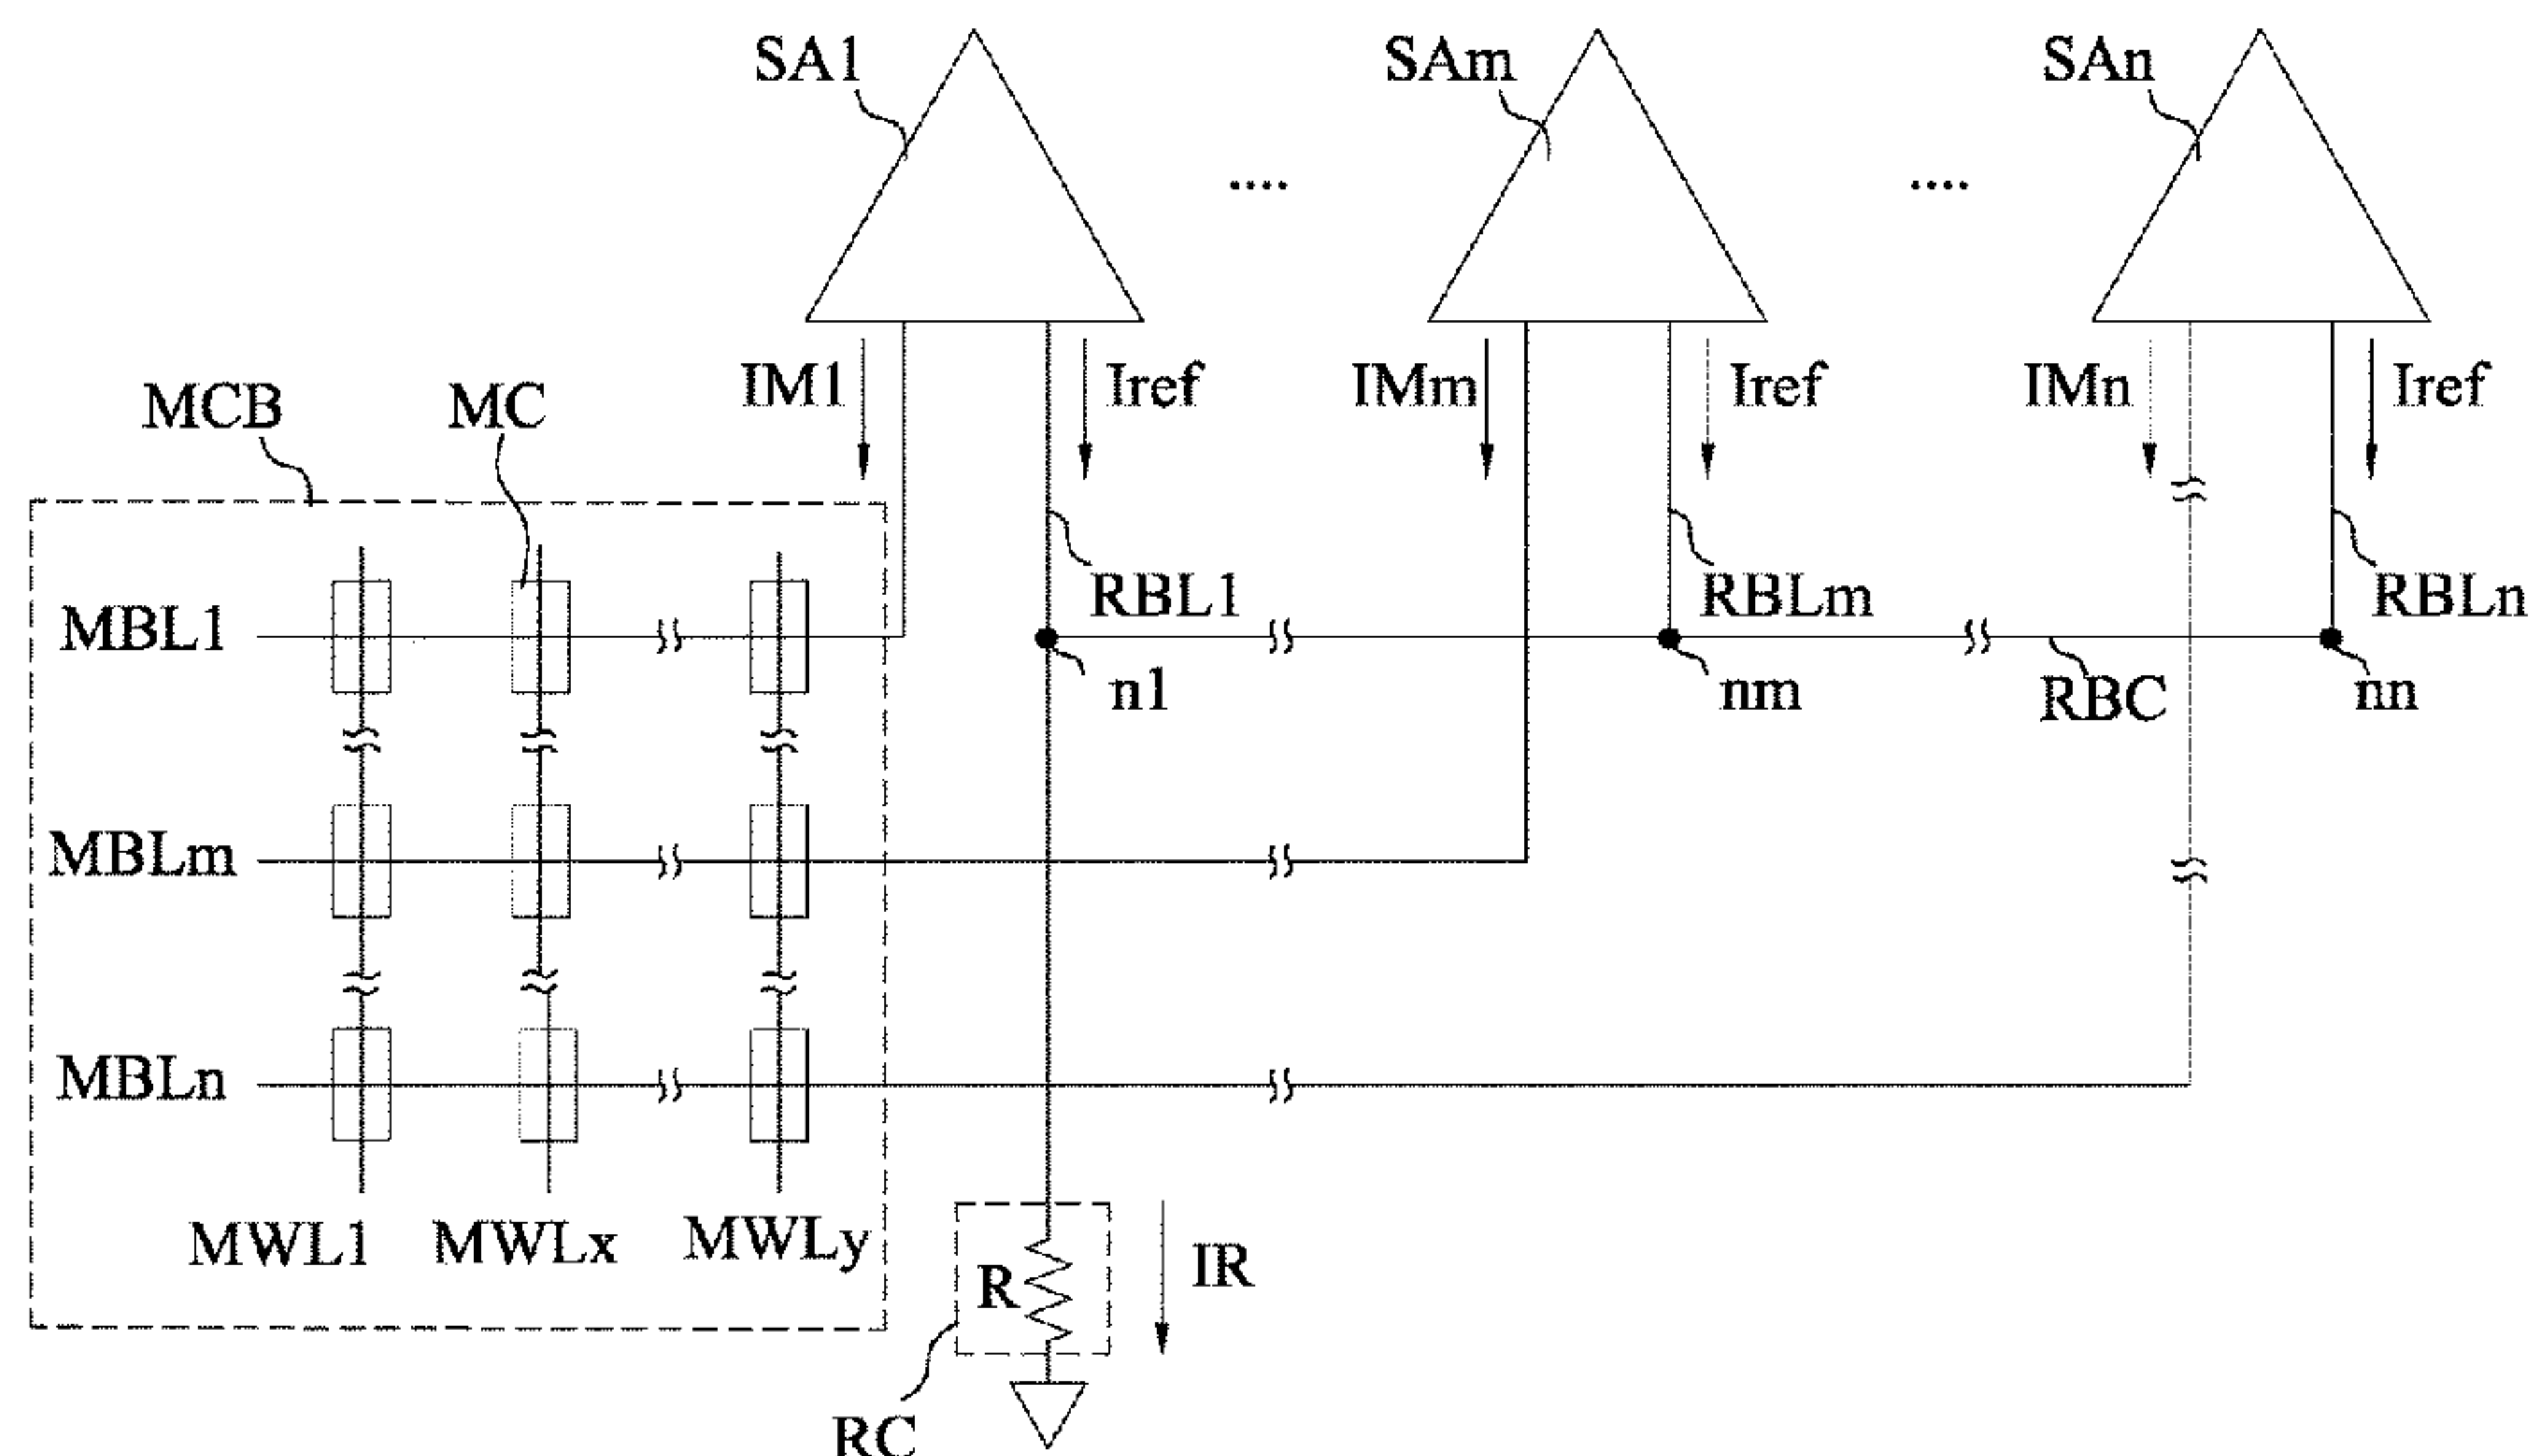 SA1
SAm
SAn
....
....
MCB
MC
IM1
Iref
IMm
Iref
IMn
Iref
RBL1
RBLm
RBLn
MBL1
n1
nm
RBC
nn
MBLm
MBLn
MWL1
MWLx
MWLy
R
IR
RC